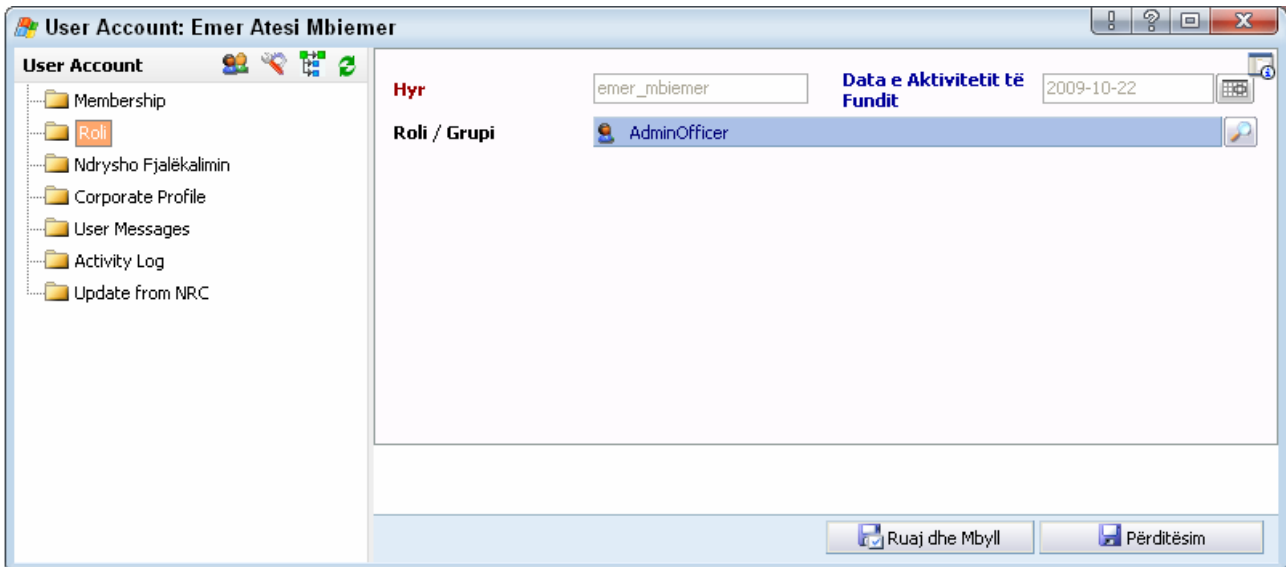 User Account: Emer Atesi Mbiemer
User Account
Membership
Roli
Ndrysho Fjalëkalimin
Corporate Profile
User Messages
Activity Log
Update from NRC
Hyr
emer_mbiemer
Data e Aktivitetit të
Fundit
2009-10-22
Roli / Grupi
AdminOfficer
Ruaj dhe Mbyll
Përditësim